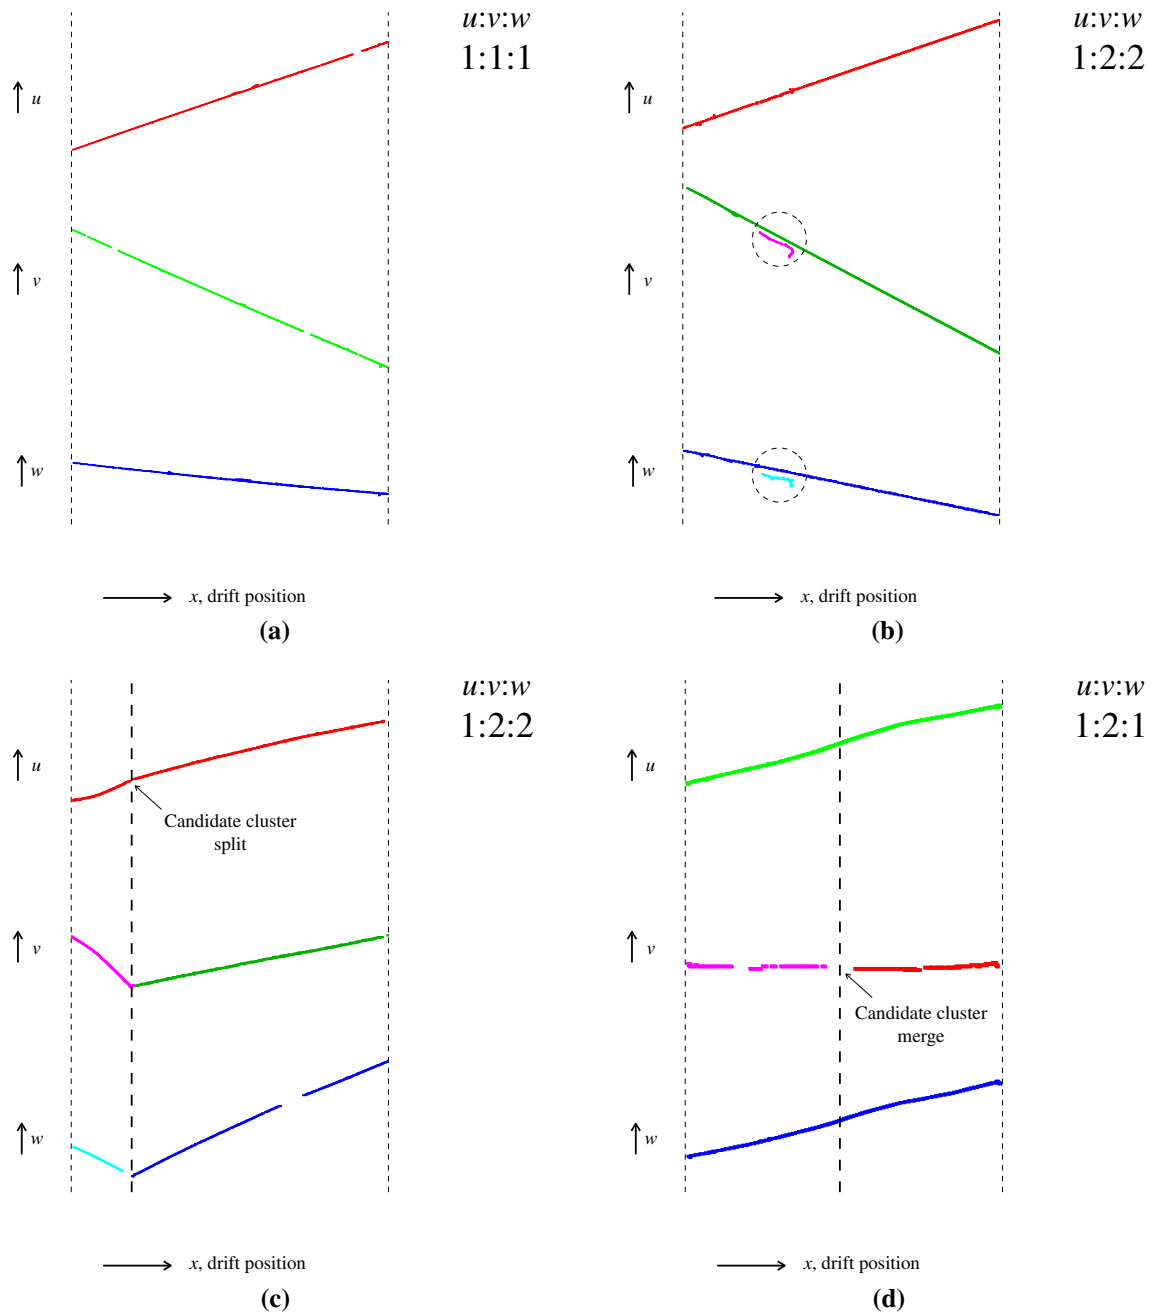 u:v:w
1:1:1
u
v
w
x, drift position
(a)
u:v:w
1:2:2
u
v
w
x, drift position
(b)
u:v:w
1:2:2
u
Candidate cluster
split
v
w
x, drift position
(c)
u:v:w
1:2:1
u
v
Candidate cluster
merge
w
x, drift position
(d)